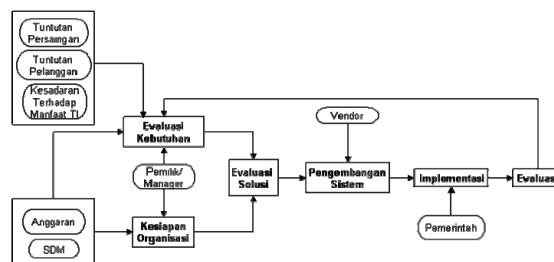 Tuntutan
Persaingan
Tuntutan
Pelanggan
Kesadaran
Terhadap
Manfaat TI
Evaluasi
Kebutuhan
Pemilik/
Manager
Kesiapan
Organisasi
Anggaran
SDM
Evaluasi
Solusi
Vendor
Pengembangan
Sistem
Implementasi
Pemerintah
Evaluasi